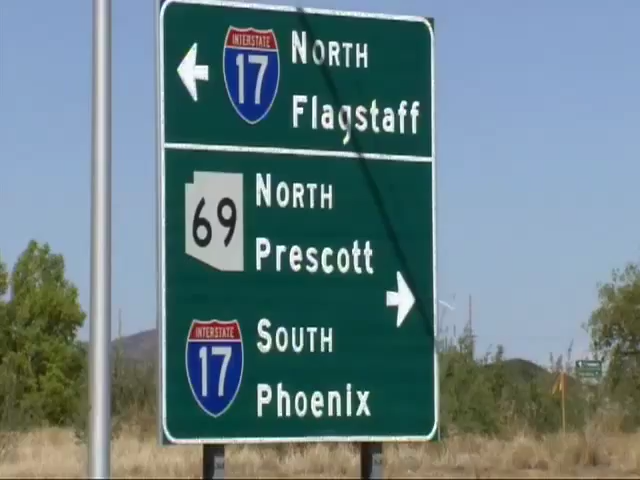 INTERSTATE
17
NORTH
Flagstaff
69
NORTH
Prescott
INTERSTATE
17
SOUTH
Phoenix